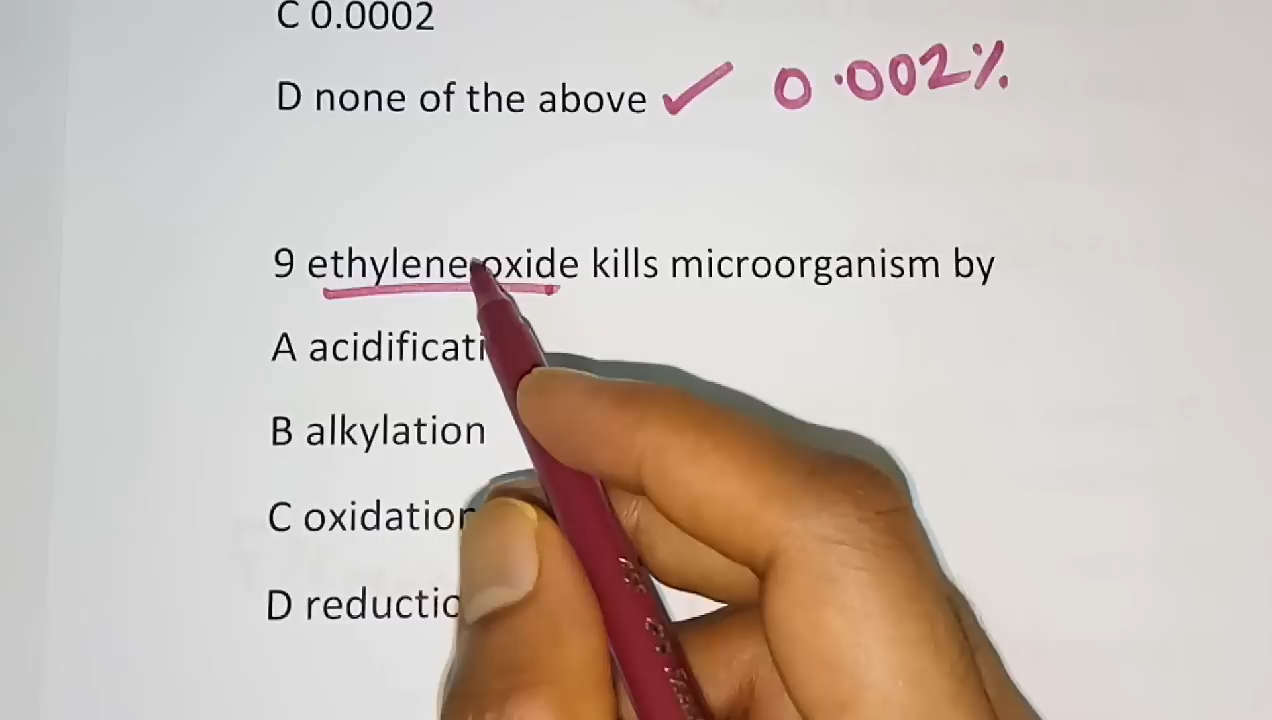 C 0.0002
D none of the above ✓ 0.002%
9 ethylene oxide kills microorganism by
A acidificati
B alkylation
C oxidation
D reductio